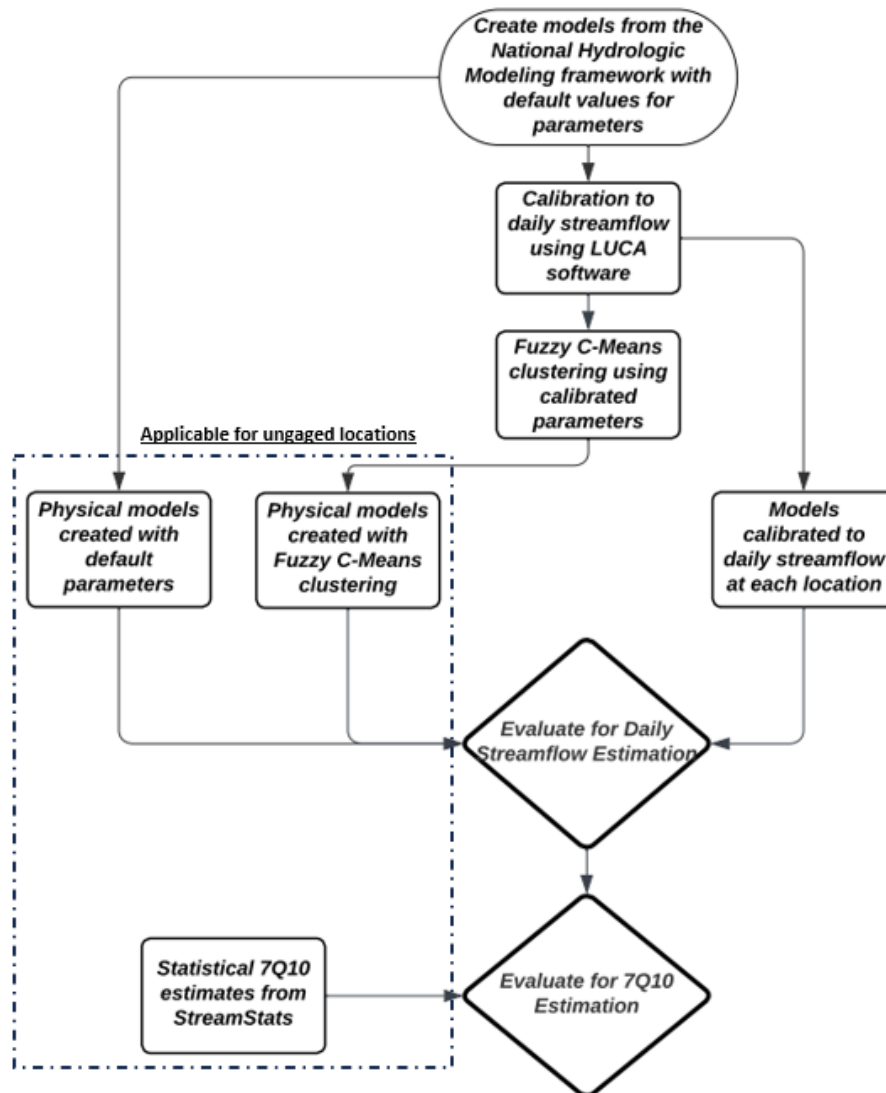 Create models from the
National Hydrologic
Modeling framework with
default values for
parameters
Calibration to
daily streamflow
using LUCA
software
Fuzzy C-Means
clustering using
calibrated
parameters
Applicable for ungaged locations
Physical models
created with
default
parameters
Physical models
created with
Fuzzy C-Means
clustering
Models
calibrated to
daily streamflow
at each location
Evaluate for Daily
Streamflow Estimation
Statistical 7Q10
estimates from
StreamStats
Evaluate for 7Q10
Estimation